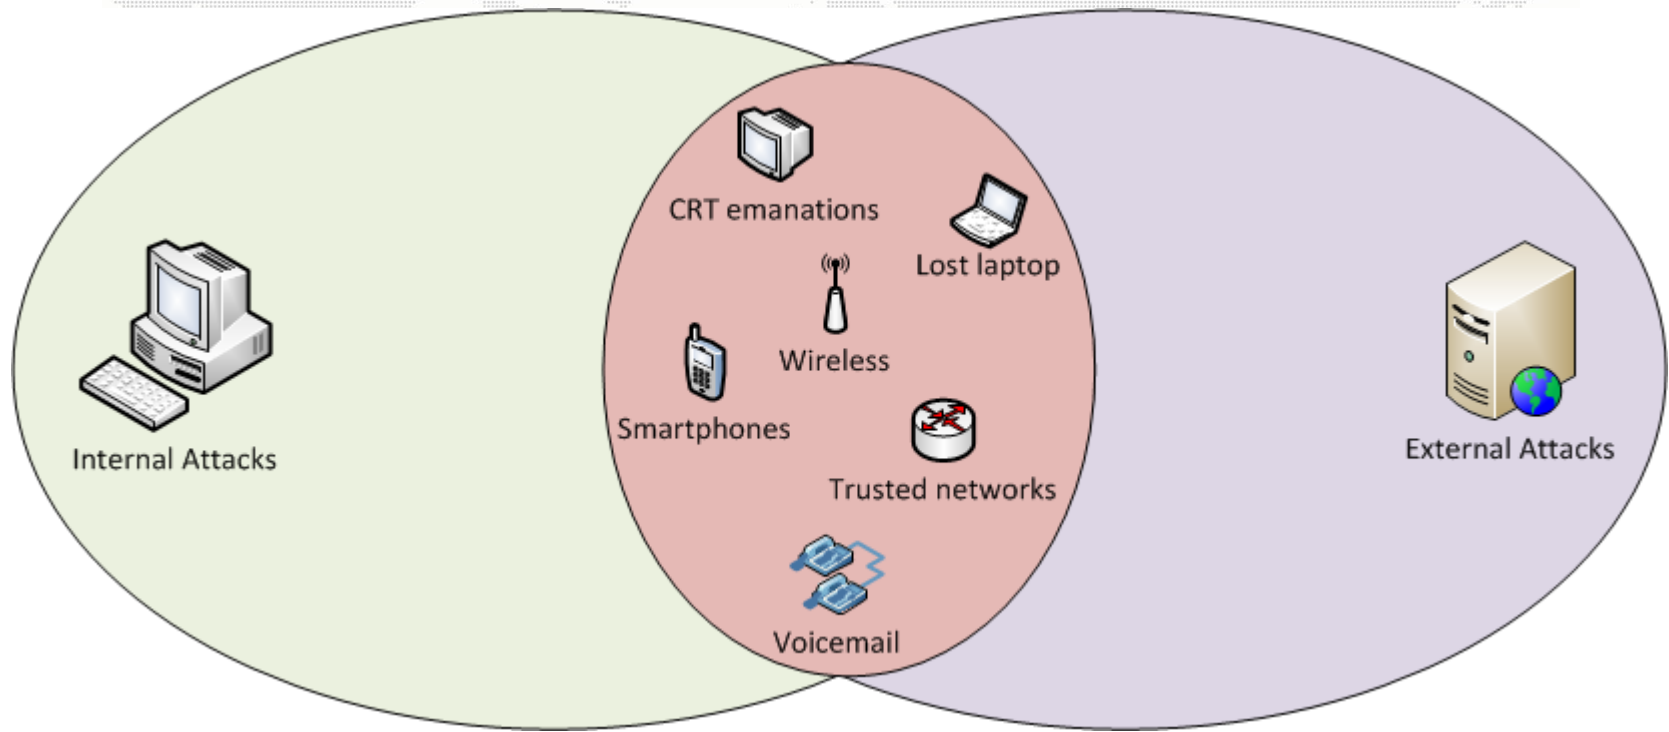 CRT emanations
Lost laptop
Wireless
Smartphones
Internal Attacks
External Attacks
Trusted networks
Voicemail